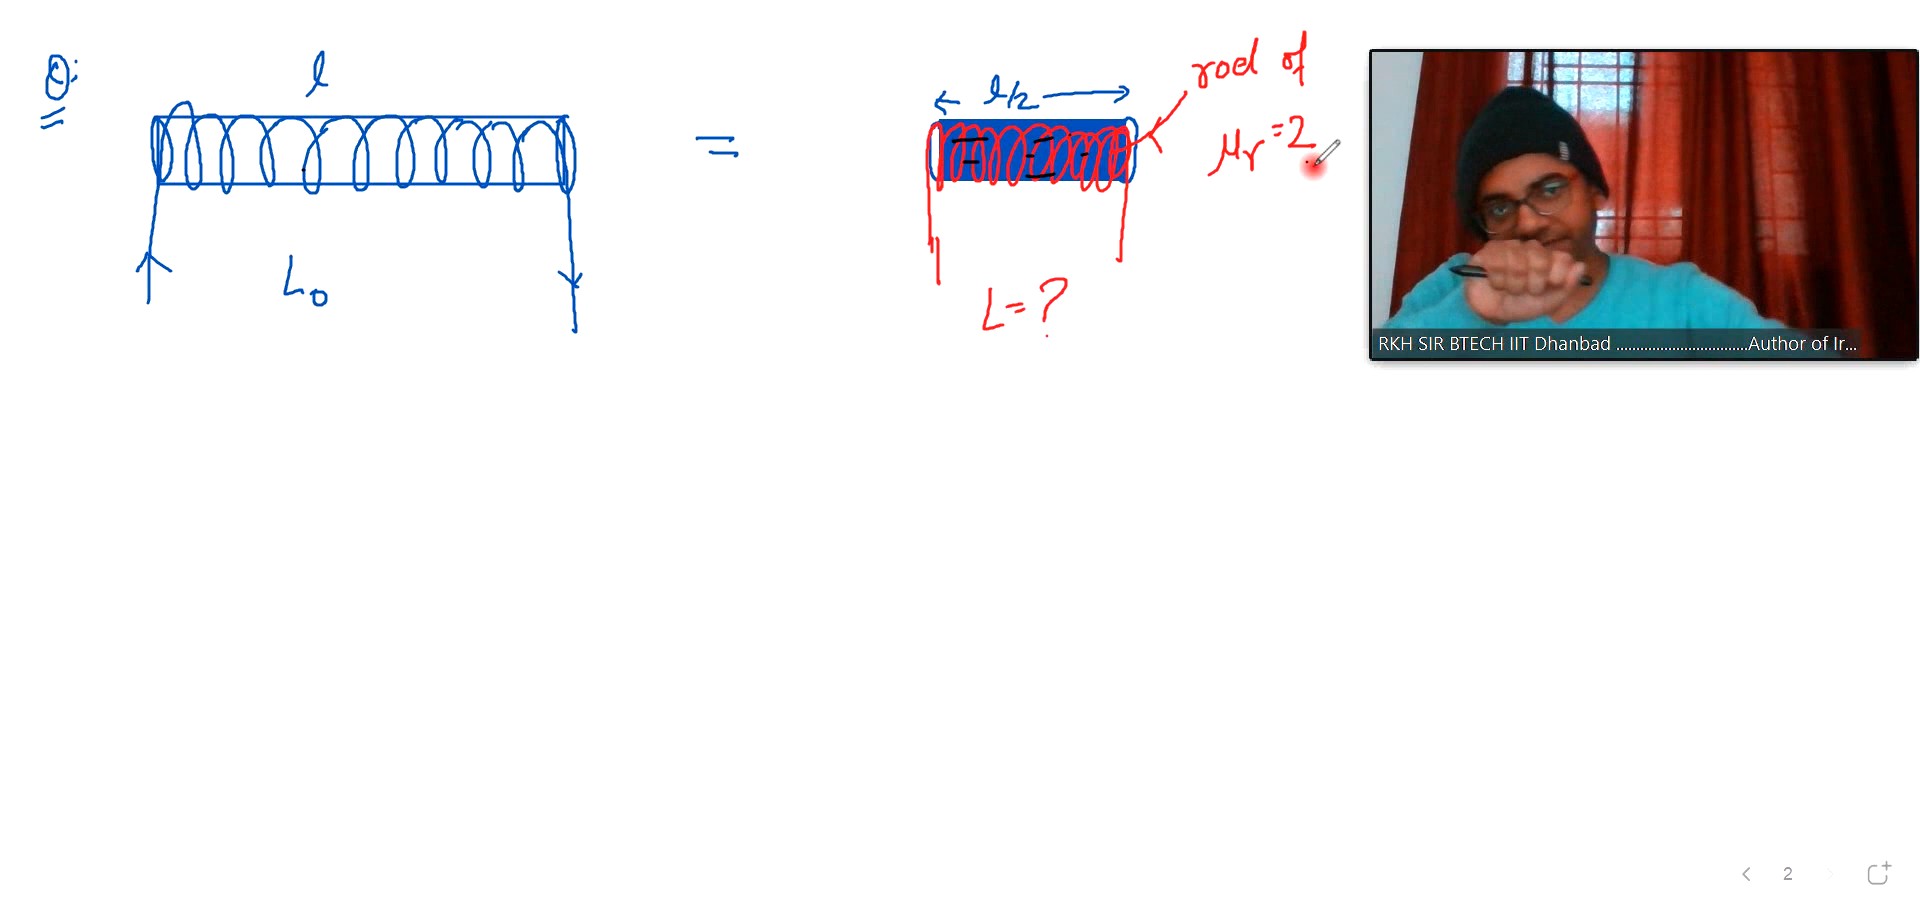 Q:
l
=
l/2
rod of
μr=2
L0
L=?
RKH SIR BTECH IIT Dhanbad .................................Author of Ir...
2